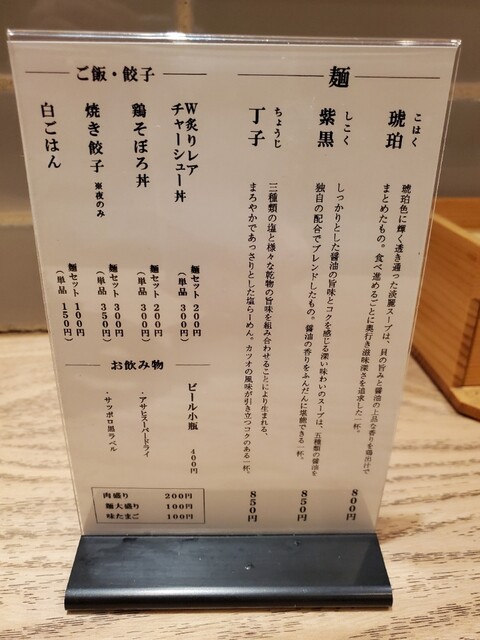 麺
こはく
琥珀
琥珀色に輝く透き通った淡麗スープは、貝の旨みと醤油の上品な香りを鶏出汁で
まとめたもの。食べ進めるごとに奥行き滋味深さを追求した一杯。
800円
しこく
紫黒
しっかりとした醤油の旨味とコクを感じる深い味わいのスープは、五種類の醤油を
独自の配合でブレンドしたもの。醤油の香りをふんだんに堪能できる一杯。
850円
ちょうじ
丁子
三種類の塩と様々な乾物の旨味を組み合わせることにより生まれる、
まろやかであっさりとした塩らーめん。カツオの風味が引き立つコクのある一杯。
850円
ご飯・餃子
W炙りレア
チャーシュー丼
麺セット 200円
(単品 300円)
鶏そぼろ丼
麺セット 200円
(単品 300円)
焼き餃子 ※夜のみ
麺セット 300円
(単品 350円)
白ごはん
麺セット 100円
(単品 150円)
お飲み物
ビール小瓶 400円
・アサヒスーパードライ
・サッポロ黒ラベル
肉盛り 200円
麺大盛り 100円
味たまご 100円